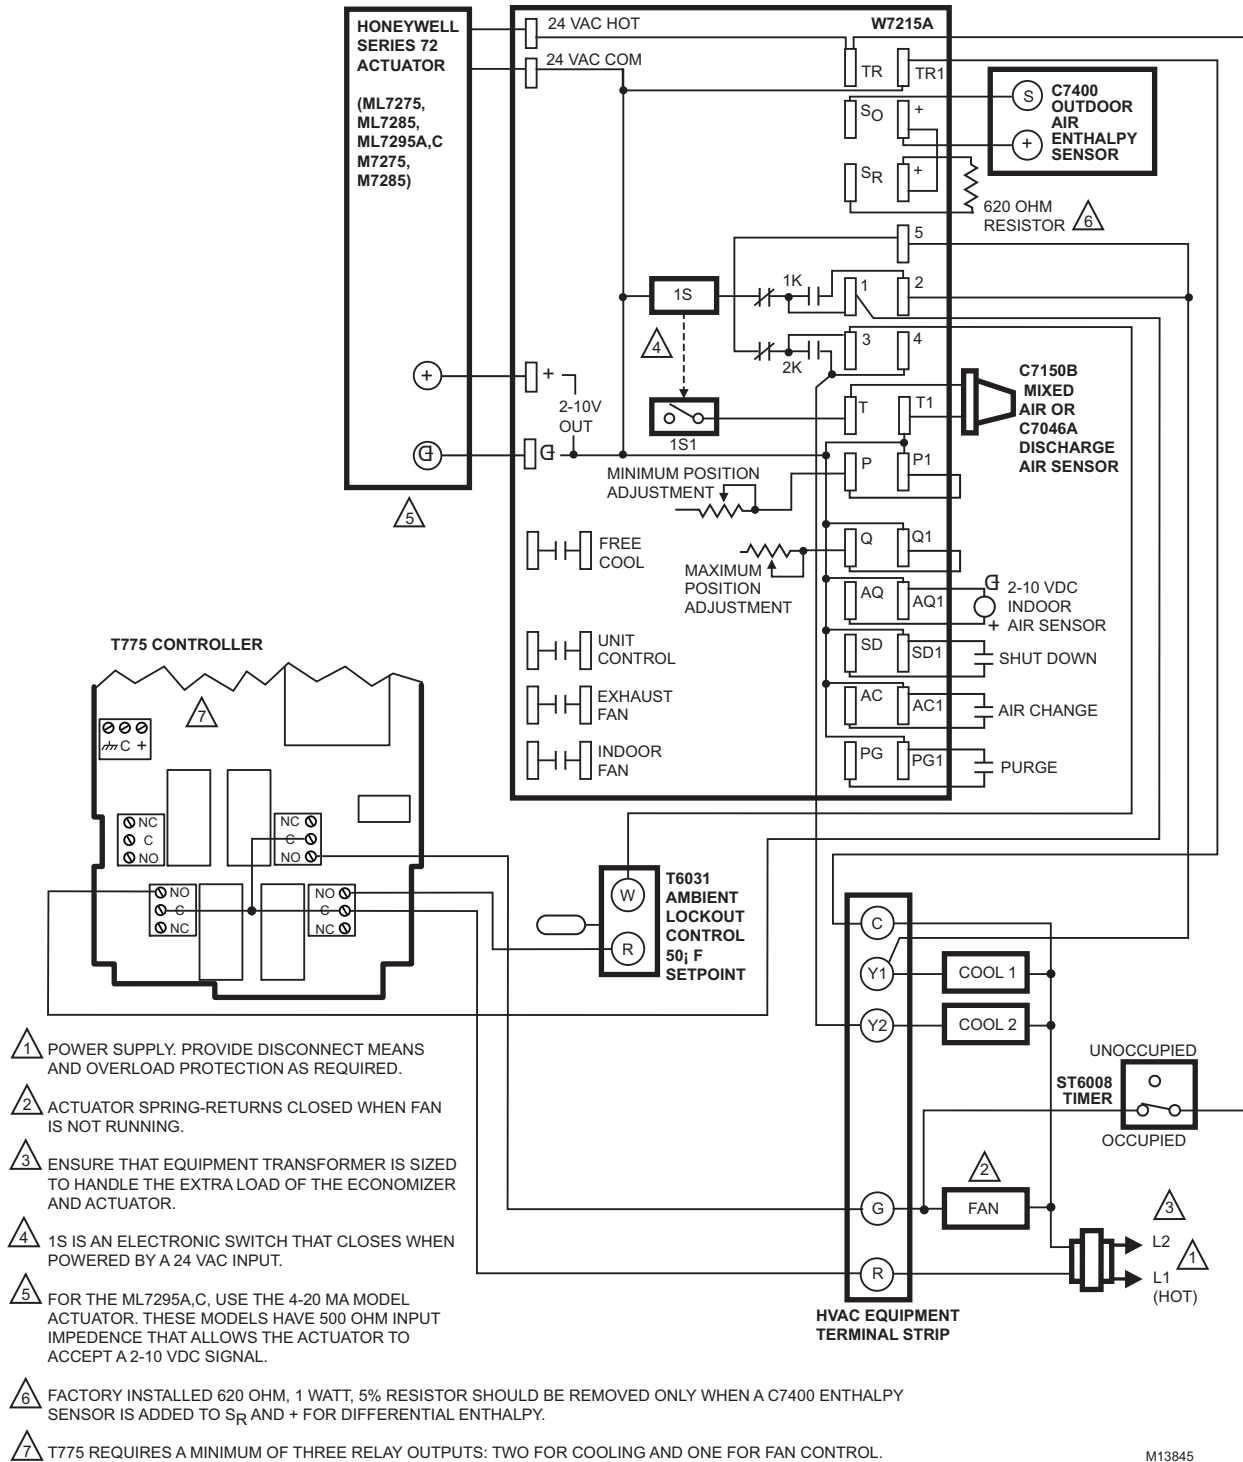 HONEYWELL
SERIES 72
ACTUATOR
(ML7275,
ML7285,
ML7295A,C
M7275,
M7285)
24 VAC HOT
W7215A
24 VAC COM
TR
TR1
SO
+
SR
+
S
+
C7400
OUTDOOR
AIR
ENTHALPY
SENSOR
620 OHM
RESISTOR
6
5
1S
1K
1
2
4
2K
3
4
+
+
2-10V
OUT
1S1
T
T1
C7150B
MIXED
AIR OR
C7046A
DISCHARGE
AIR SENSOR
5
MINIMUM POSITION
ADJUSTMENT
P
P1
FREE
COOL
MAXIMUM
POSITION
ADJUSTMENT
Q
Q1
AQ
AQ1
2-10 VDC
INDOOR
+ AIR SENSOR
UNIT
CONTROL
SD
SD1
SHUT DOWN
EXHAUST
FAN
AC
AC1
AIR CHANGE
INDOOR
FAN
PG
PG1
PURGE
T775 CONTROLLER
7
C +
NC
C
NO
NC
C
NO
NO
C
NC
NO
C
NC
W
R
T6031
AMBIENT
LOCKOUT
CONTROL
50¡ F
SETPOINT
C
Y1
COOL 1
Y2
COOL 2
UNOCCUPIED
ST6008
TIMER
OCCUPIED
2
G
FAN
3
L2
1
R
L1
(HOT)
HVAC EQUIPMENT
TERMINAL STRIP
1 POWER SUPPLY. PROVIDE DISCONNECT MEANS
AND OVERLOAD PROTECTION AS REQUIRED.
2 ACTUATOR SPRING-RETURNS CLOSED WHEN FAN
IS NOT RUNNING.
3 ENSURE THAT EQUIPMENT TRANSFORMER IS SIZED
TO HANDLE THE EXTRA LOAD OF THE ECONOMIZER
AND ACTUATOR.
4 1S IS AN ELECTRONIC SWITCH THAT CLOSES WHEN
POWERED BY A 24 VAC INPUT.
5 FOR THE ML7295A,C, USE THE 4-20 MA MODEL
ACTUATOR. THESE MODELS HAVE 500 OHM INPUT
IMPEDENCE THAT ALLOWS THE ACTUATOR TO
ACCEPT A 2-10 VDC SIGNAL.
6 FACTORY INSTALLED 620 OHM, 1 WATT, 5% RESISTOR SHOULD BE REMOVED ONLY WHEN A C7400 ENTHALPY
SENSOR IS ADDED TO SR AND + FOR DIFFERENTIAL ENTHALPY.
7 T775 REQUIRES A MINIMUM OF THREE RELAY OUTPUTS: TWO FOR COOLING AND ONE FOR FAN CONTROL.
M13845